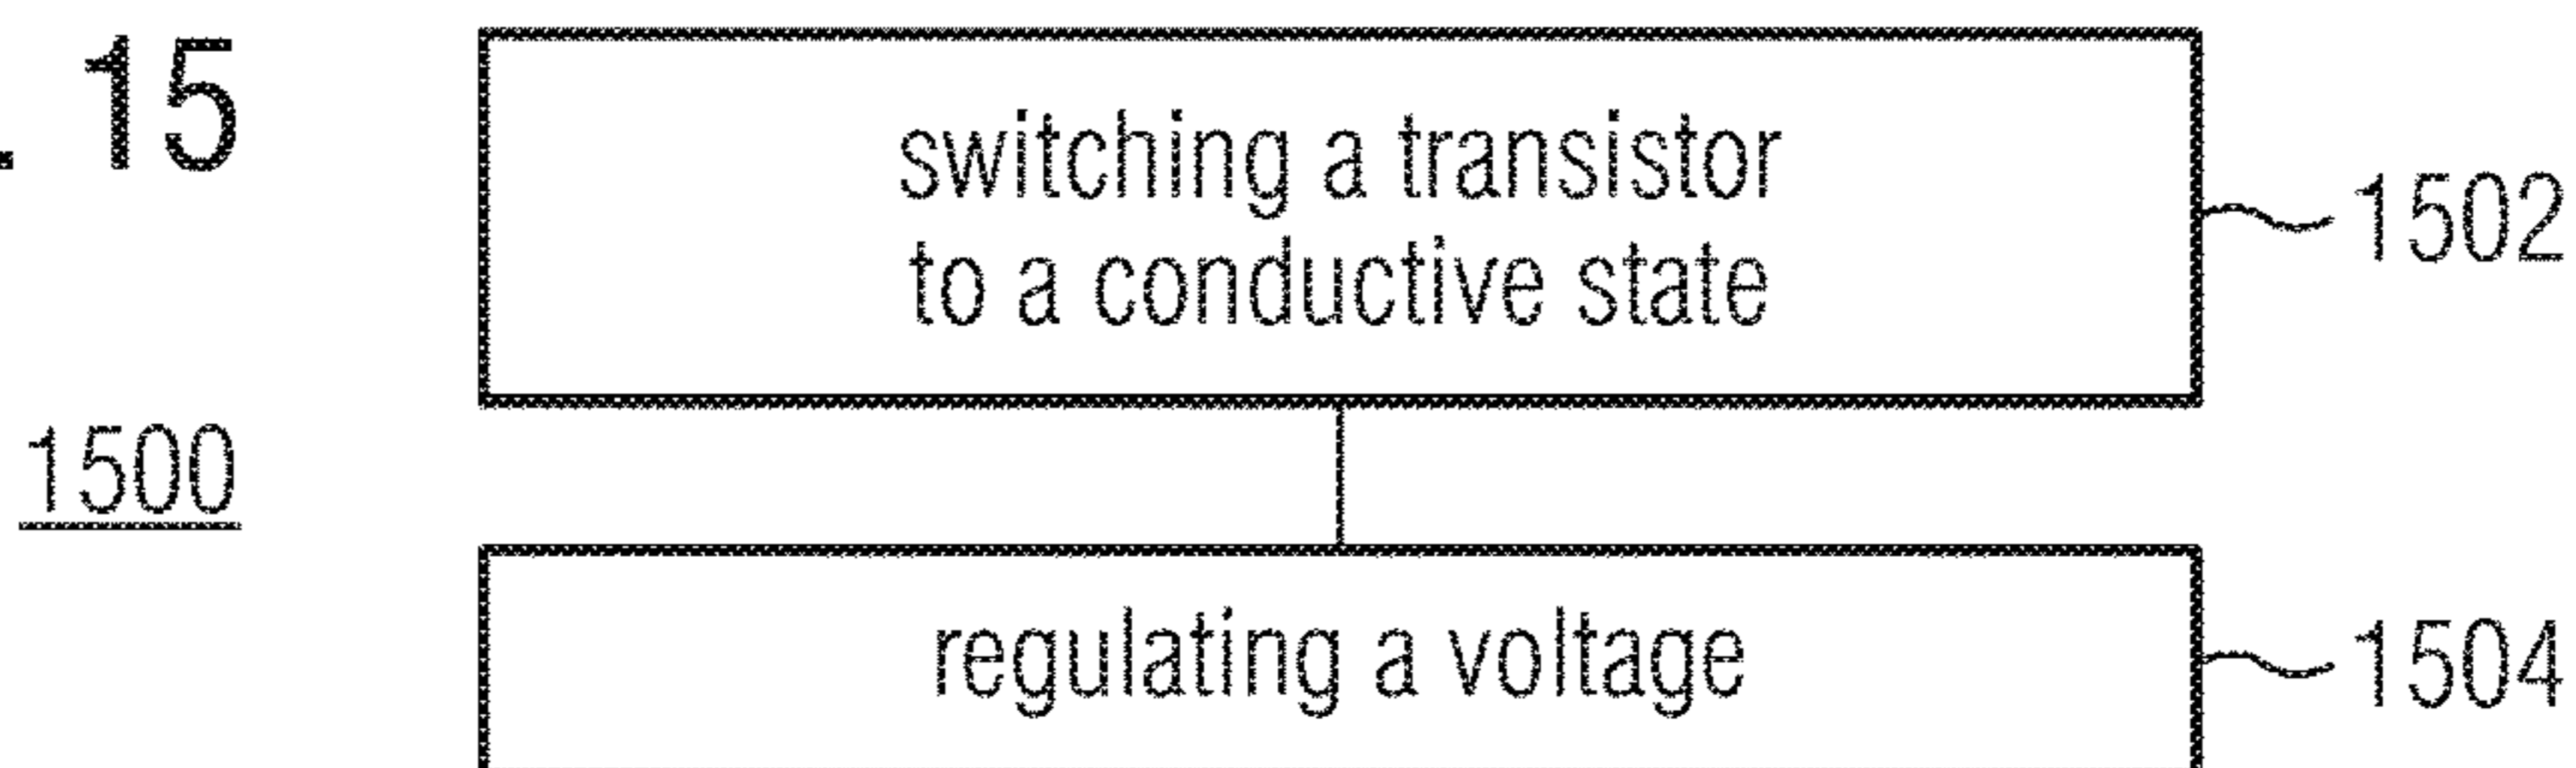 . 15
switching a transistor
to a conductive state
1502
1500
regulating a voltage
1504